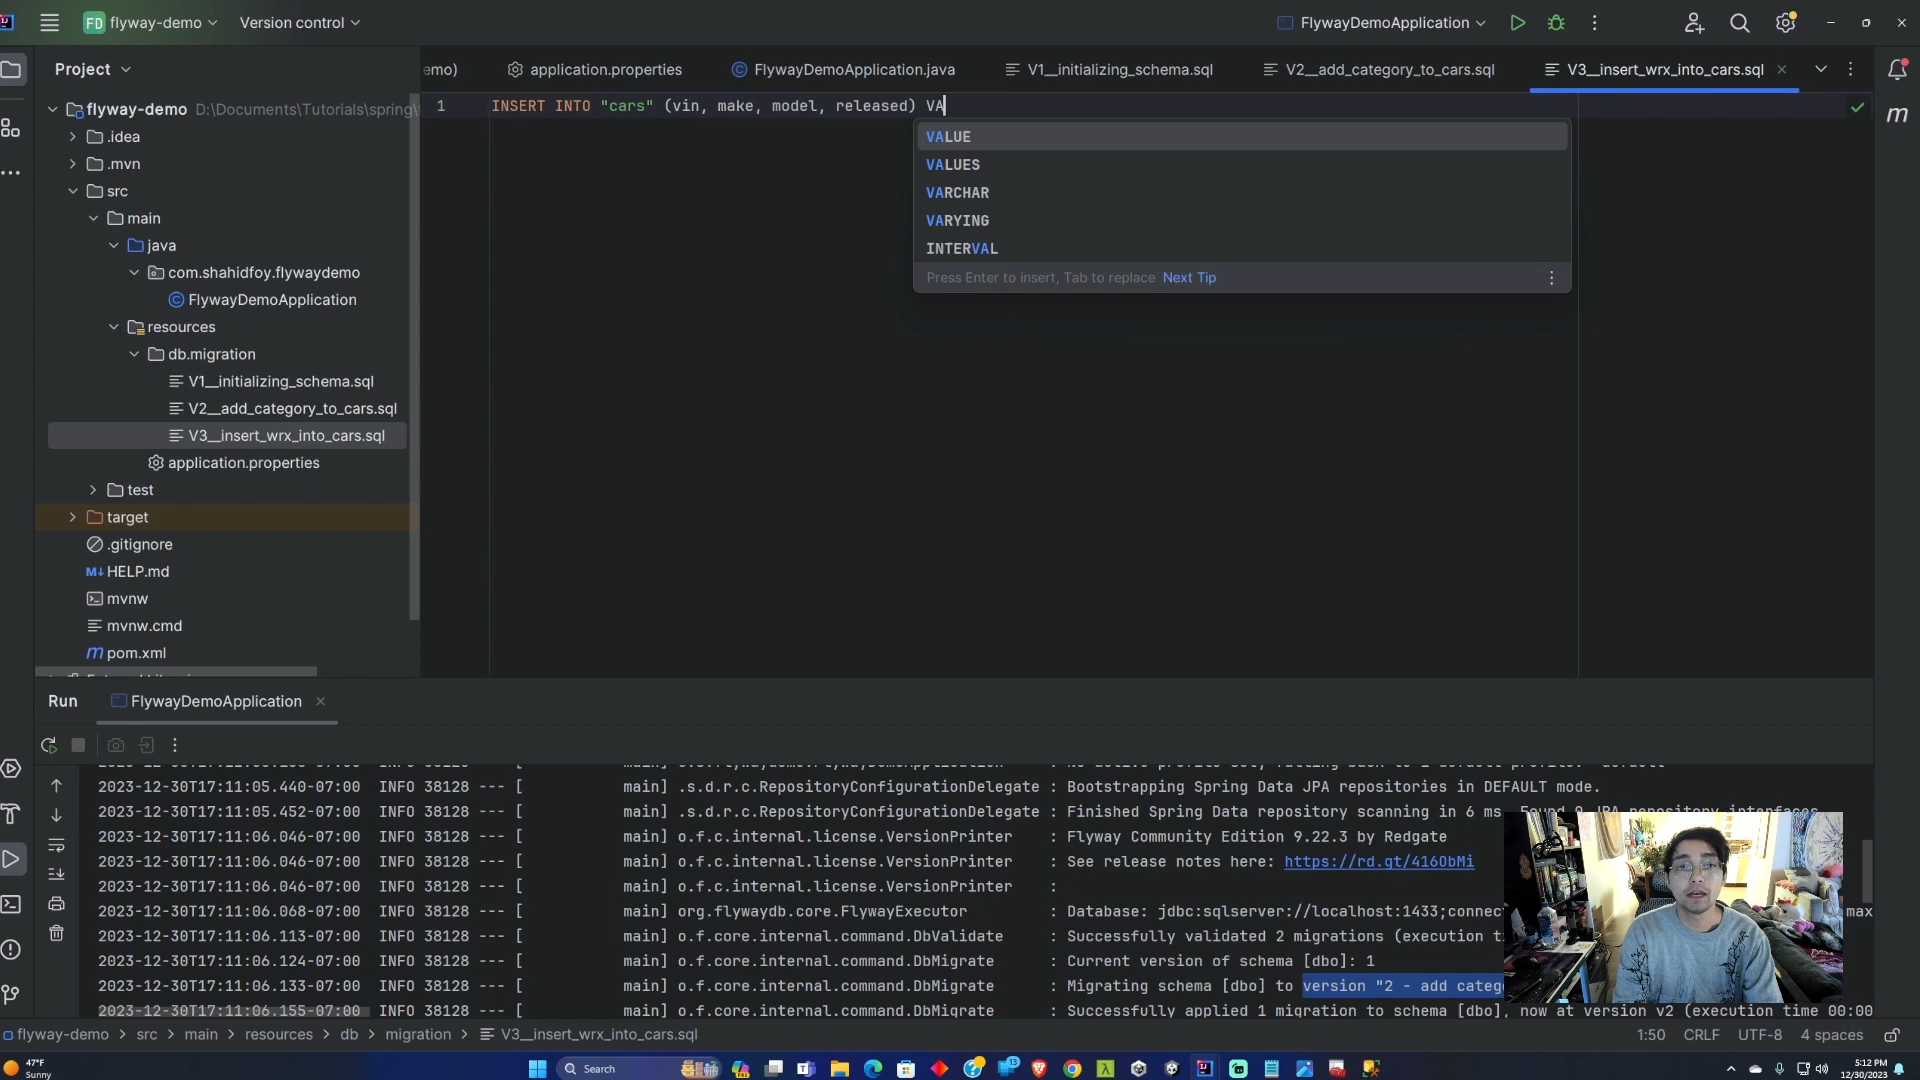 FD flyway-demo Version control FlywayDemoApplication
Project
emo) application.properties FlywayDemoApplication.java V1__initializing_schema.sql V2__add_category_to_cars.sql V3__insert_wrx_into_cars.sql
flyway-demo D:\Documents\Tutorials\spring\
.idea
.mvn
src
main
java
com.shahidfoy.flywaydemo
FlywayDemoApplication
resources
db.migration
V1__initializing_schema.sql
V2__add_category_to_cars.sql
V3__insert_wrx_into_cars.sql
application.properties
test
target
.gitignore
HELP.md
mvnw
mvnw.cmd
pom.xml
1 INSERT INTO "cars" (vin, make, model, released) VA
VALUE
VALUES
VARCHAR
VARYING
INTERVAL
Press Enter to insert, Tab to replace Next Tip
Run FlywayDemoApplication
2023-12-30T17:11:05.440-07:00 INFO 38128 --- [ main] .s.d.r.c.RepositoryConfigurationDelegate : Bootstrapping Spring Data JPA repositories in DEFAULT mode.
2023-12-30T17:11:05.452-07:00 INFO 38128 --- [ main] .s.d.r.c.RepositoryConfigurationDelegate : Finished Spring Data repository scanning in 6 ms. Found 0 JPA repository interfaces.
2023-12-30T17:11:06.046-07:00 INFO 38128 --- [ main] o.f.c.internal.license.VersionPrinter : Flyway Community Edition 9.22.3 by Redgate
2023-12-30T17:11:06.046-07:00 INFO 38128 --- [ main] o.f.c.internal.license.VersionPrinter : See release notes here: https://rd.gt/416ObMi
2023-12-30T17:11:06.046-07:00 INFO 38128 --- [ main] o.f.c.internal.license.VersionPrinter :
2023-12-30T17:11:06.068-07:00 INFO 38128 --- [ main] org.flywaydb.core.FlywayExecutor : Database: jdbc:sqlserver://localhost:1433;connect max
2023-12-30T17:11:06.113-07:00 INFO 38128 --- [ main] o.f.core.internal.command.DbValidate : Successfully validated 2 migrations (execution t
2023-12-30T17:11:06.124-07:00 INFO 38128 --- [ main] o.f.core.internal.command.DbMigrate : Current version of schema [dbo]: 1
2023-12-30T17:11:06.133-07:00 INFO 38128 --- [ main] o.f.core.internal.command.DbMigrate : Migrating schema [dbo] to version "2 - add categ
2023-12-30T17:11:06.155-07:00 INFO 38128 --- [ main] o.f.core.internal.command.DbMigrate : Successfully applied 1 migration to schema [dbo], now at version v2 (execution time 00:00
flyway-demo > src > main > resources > db > migration > V3__insert_wrx_into_cars.sql 1:50 CRLF UTF-8 4 spaces
47°F
Sunny
Search
13
5:12 PM
12/30/2023